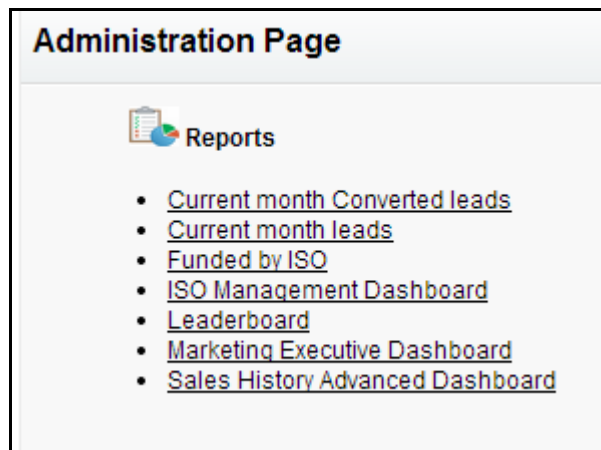 Administration Page
Reports
Current month Converted leads
Current month leads
Funded by ISO
ISO Management Dashboard
Leaderboard
Marketing Executive Dashboard
Sales History Advanced Dashboard